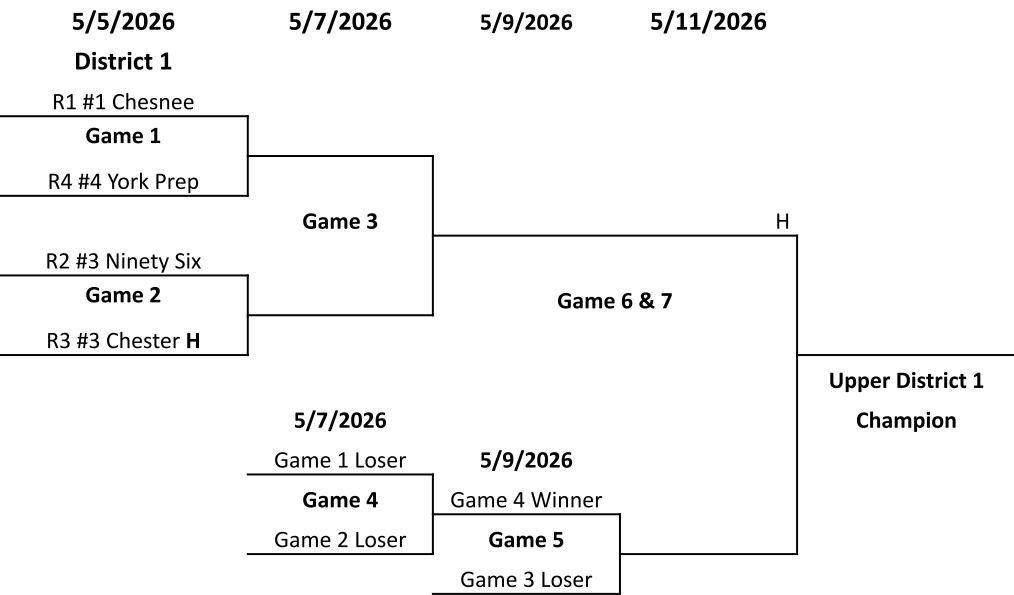 5/5/2026 5/7/2026 5/9/2026 5/11/2026
District 1
R1 #1 Chesnee
Game 1
R4 #4 York Prep
Game 3
H
R2 #3 Ninety Six
Game 2
Game 6 & 7
R3 #3 Chester H
Upper District 1
Champion
5/7/2026
Game 1 Loser
5/9/2026
Game 4
Game 4 Winner
Game 2 Loser
Game 5
Game 3 Loser